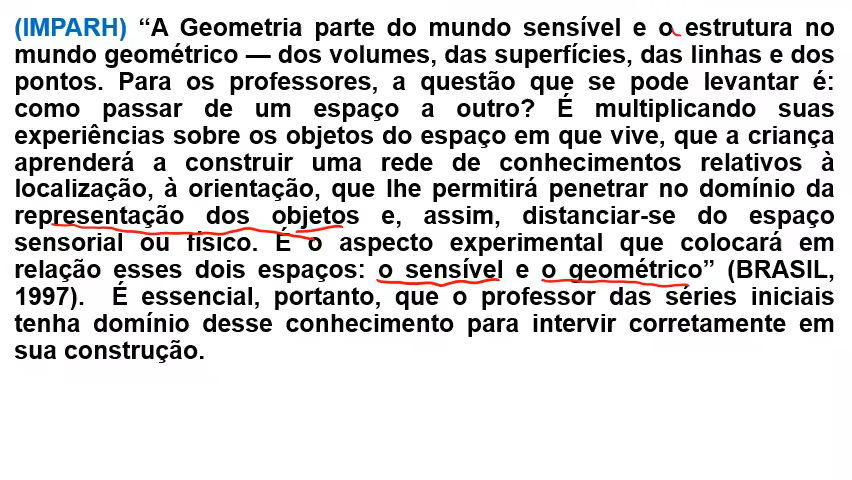 (IMPARH) “A Geometria parte do mundo sensível e o estrutura no
mundo geométrico — dos volumes, das superfícies, das linhas e dos
pontos. Para os professores, a questão que se pode levantar é:
como passar de um espaço a outro? É multiplicando suas
experiências sobre os objetos do espaço em que vive, que a criança
aprenderá a construir uma rede de conhecimentos relativos à
localização, à orientação, que lhe permitirá penetrar no domínio da
representação dos objetos e, assim, distanciar-se do espaço
sensorial ou físico. É o aspecto experimental que colocará em
relação esses dois espaços: o sensível e o geométrico” (BRASIL,
1997). É essencial, portanto, que o professor das séries iniciais
tenha domínio desse conhecimento para intervir corretamente em
sua construção.